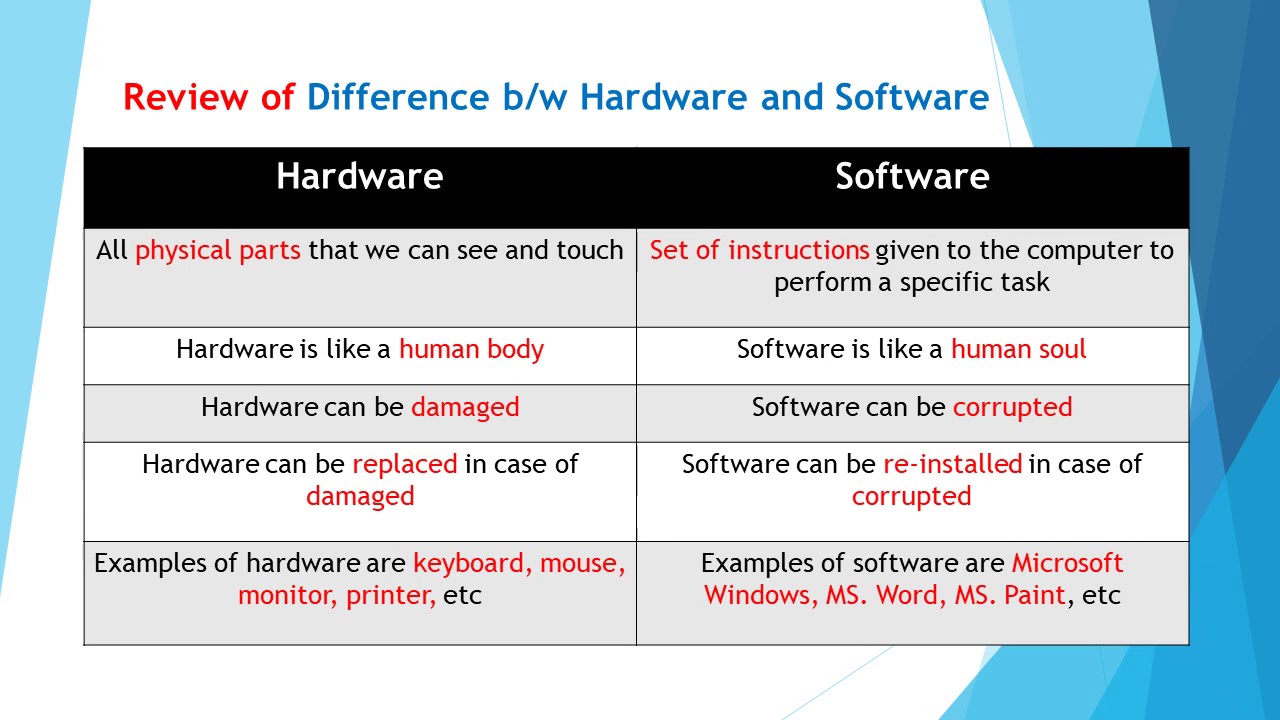 Review of Difference b/w Hardware and Software
Hardware
Software
All physical parts that we can see and touch
Set of instructions given to the computer to
perform a specific task
Hardware is like a human body
Software is like a human soul
Hardware can be damaged
Software can be corrupted
Hardware can be replaced in case of
damaged
Software can be re-installed in case of
corrupted
Examples of hardware are keyboard, mouse,
monitor, printer, etc
Examples of software are Microsoft
Windows, MS. Word, MS. Paint, etc